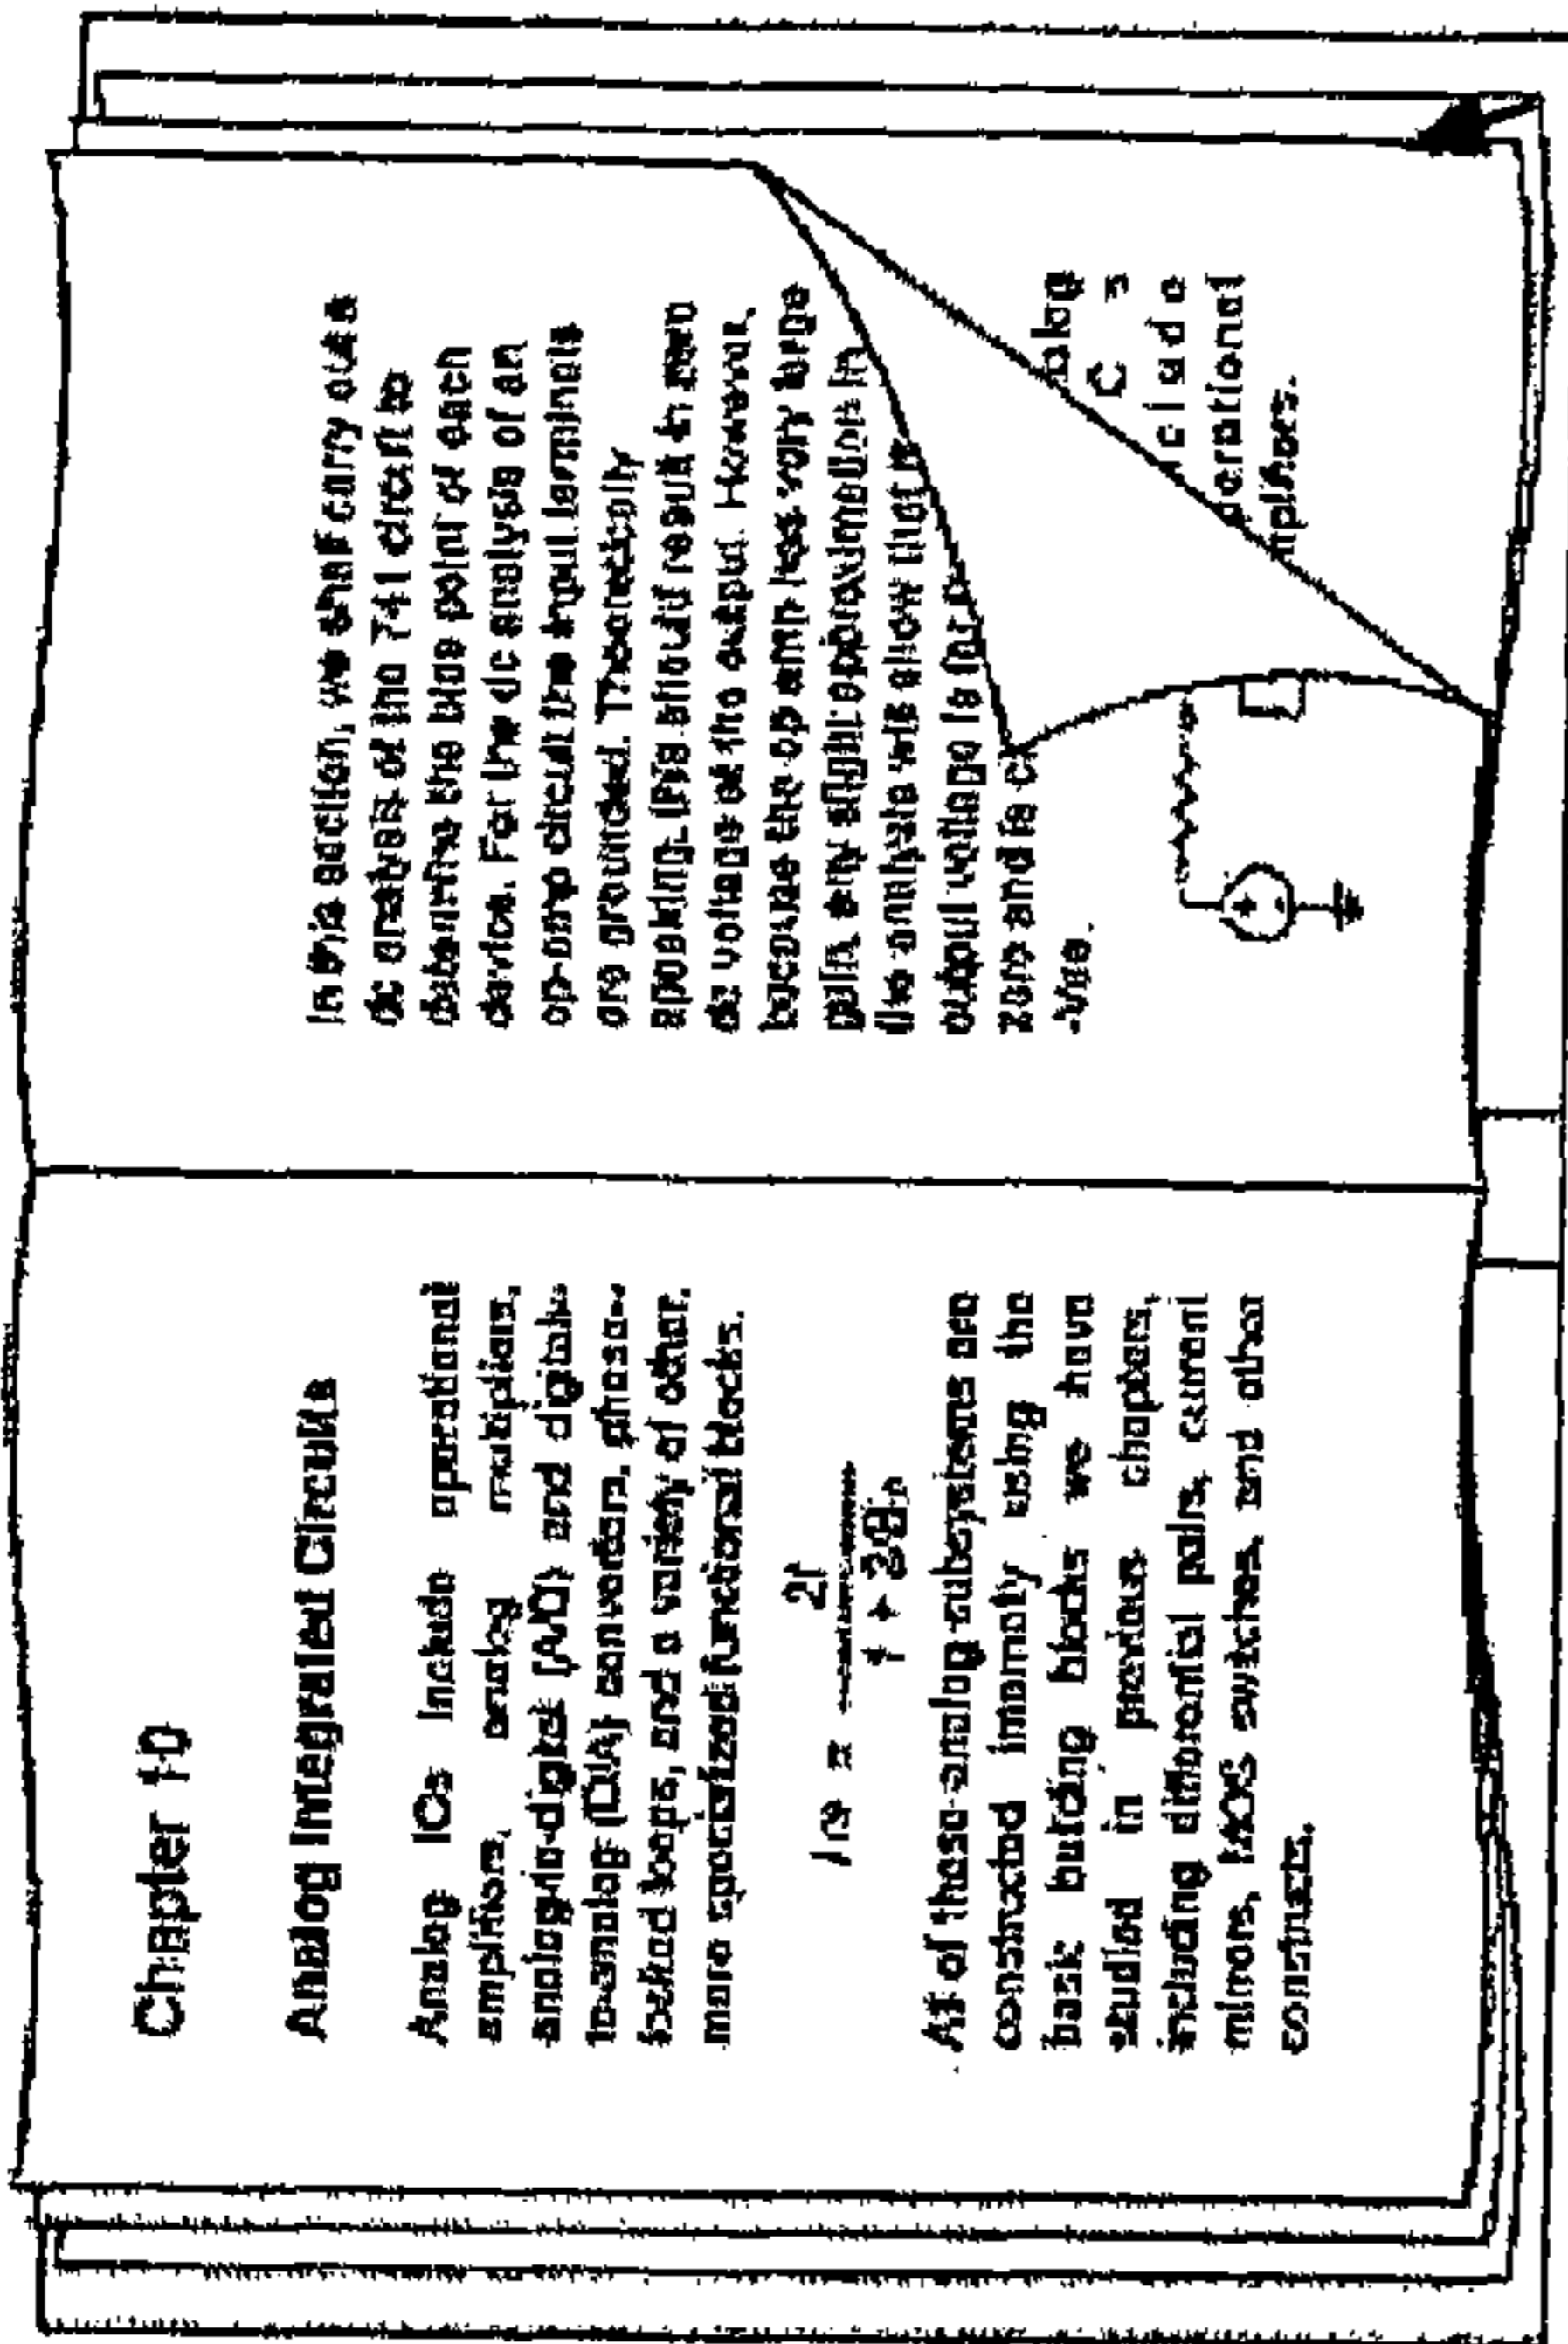 Chapter 10
Analog Integrated Circuits
Analog ICs include operational
amplifiers, analog multipliers,
analog-to-digital (A/D) and digital-
to-analog (D/A) converters, phase-
locked loops, and a variety of other,
more specialized functional blocks.
2I
1 + 2β
All of these analog subsystems are
constructed internally using the
basic building blocks we have
studied in previous chapters,
including differential pairs, current
mirrors, MOS switches, and other
constructs.
In this section, we shall carry out a
dc analysis of the 741 circuit to
determine the bias point of each
device. For the dc analysis of an
op-amp circuit the input terminals
are grounded. Theoretically
speaking, this should result in zero
dc voltage at the output. However,
because the op amp has very large
gain, any slight approximation in
the analysis will show that
output voltage is far
zero and is
-Vee.
alog
C s
clude
erational
mplifiers.